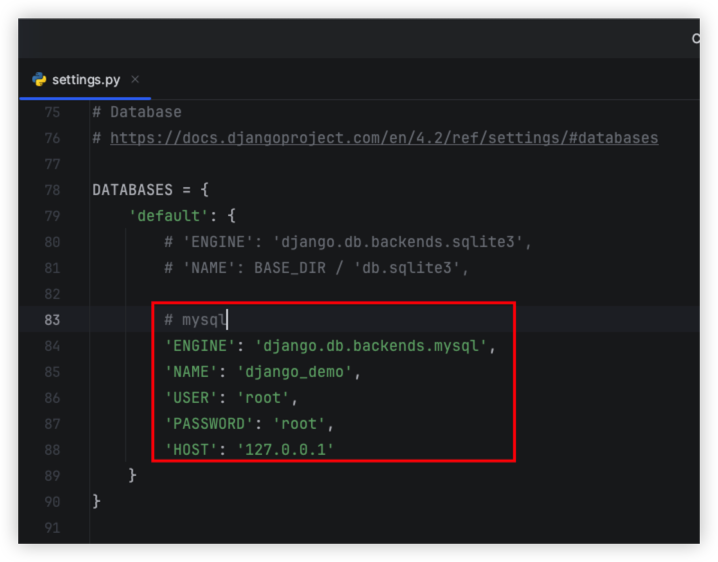 C
settings.py ×
75 # Database
76 # https://docs.djangoproject.com/en/4.2/ref/settings/#databases
77
78 DATABASES = {
79     'default': {
80         # 'ENGINE': 'django.db.backends.sqlite3',
81         # 'NAME': BASE_DIR / 'db.sqlite3',
82
83         # mysql
84         'ENGINE': 'django.db.backends.mysql',
85         'NAME': 'django_demo',
86         'USER': 'root',
87         'PASSWORD': 'root',
88         'HOST': '127.0.0.1'
89     }
90 }
91